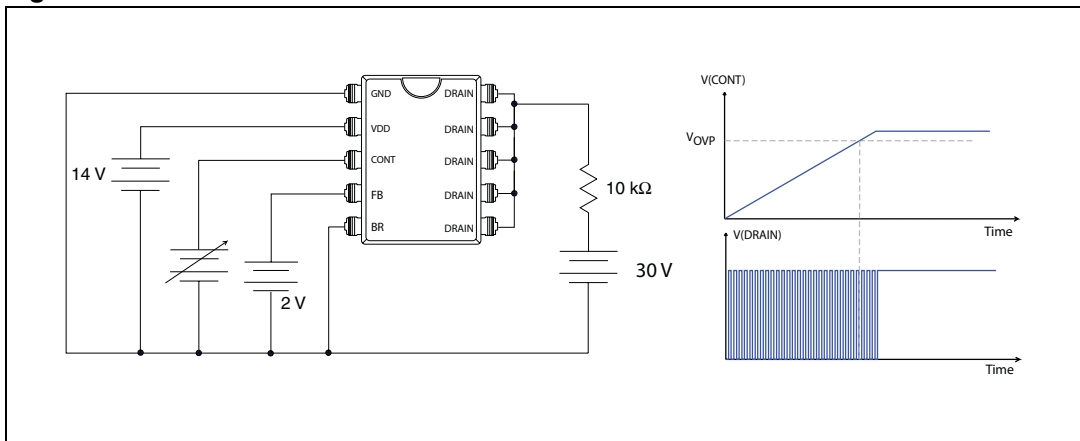 GND DRAIN
VDD DRAIN
CONT DRAIN
FB DRAIN
BR DRAIN
14 V
2 V
10 kΩ
30 V
V(CONT)
VOVP
Time
V(DRAIN)
Time